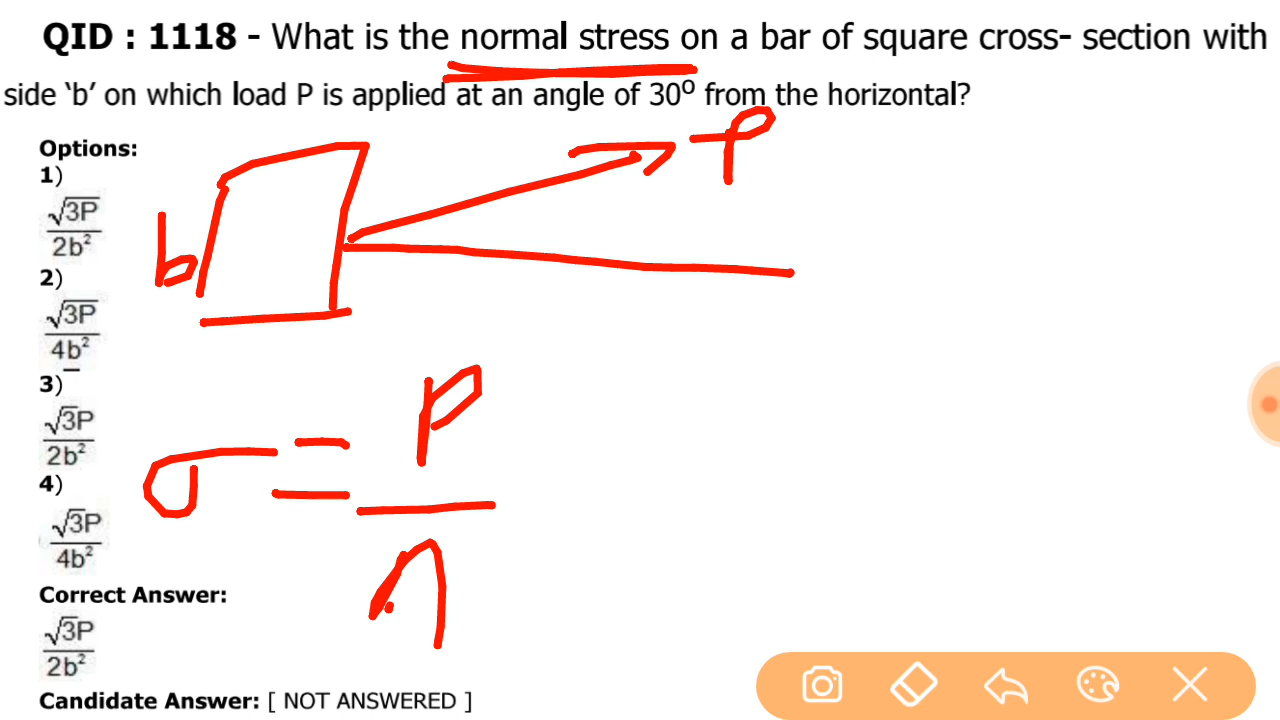 QID : 1118 - What is the normal stress on a bar of square cross- section with
side ‘b’ on which load P is applied at an angle of 30⁰ from the horizontal?
Options:
1)
√3P
2b²
2)
√3P
4b²
3)
√3P
2b²
4)
√3P
4b²
Correct Answer:
√3P
2b²
Candidate Answer: [ NOT ANSWERED ]
P
b
σ = P